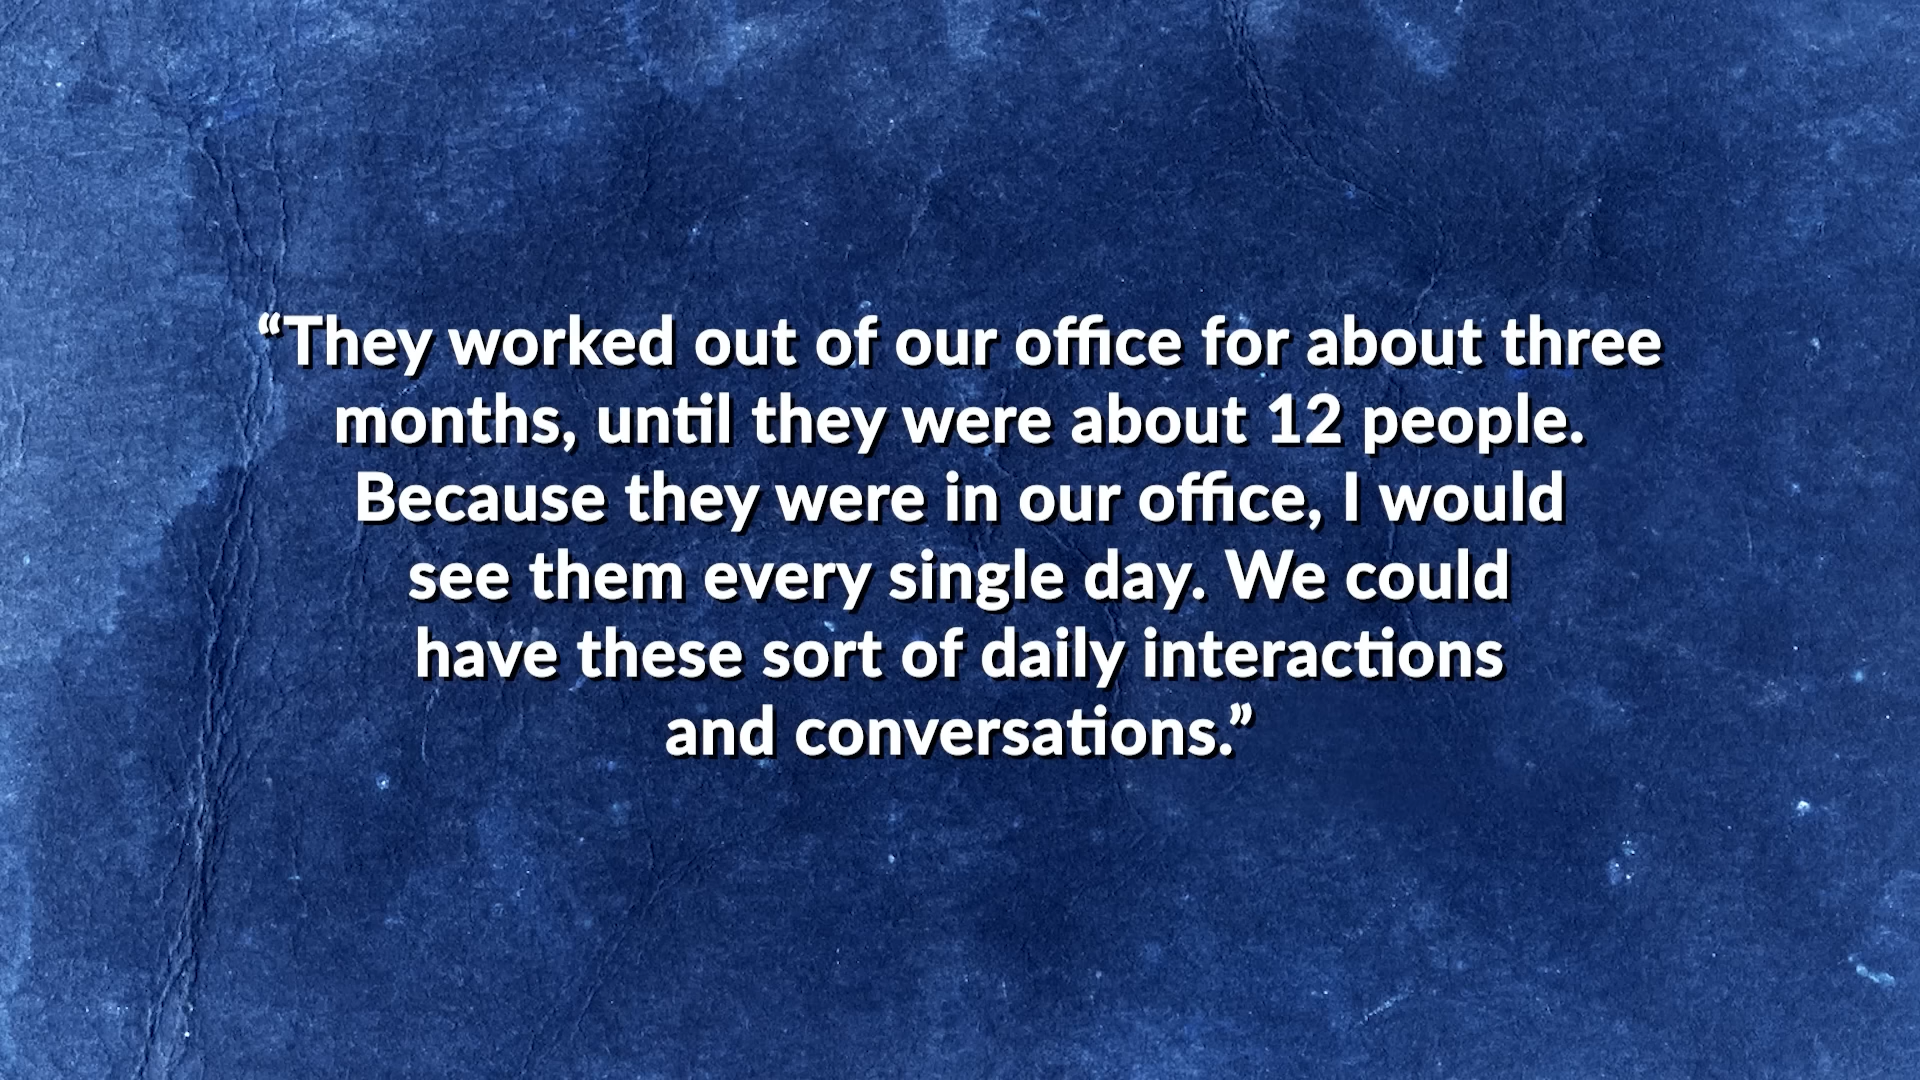 “They worked out of our office for about three
months, until they were about 12 people.
Because they were in our office, I would
see them every single day. We could
have these sort of daily interactions
and conversations.”